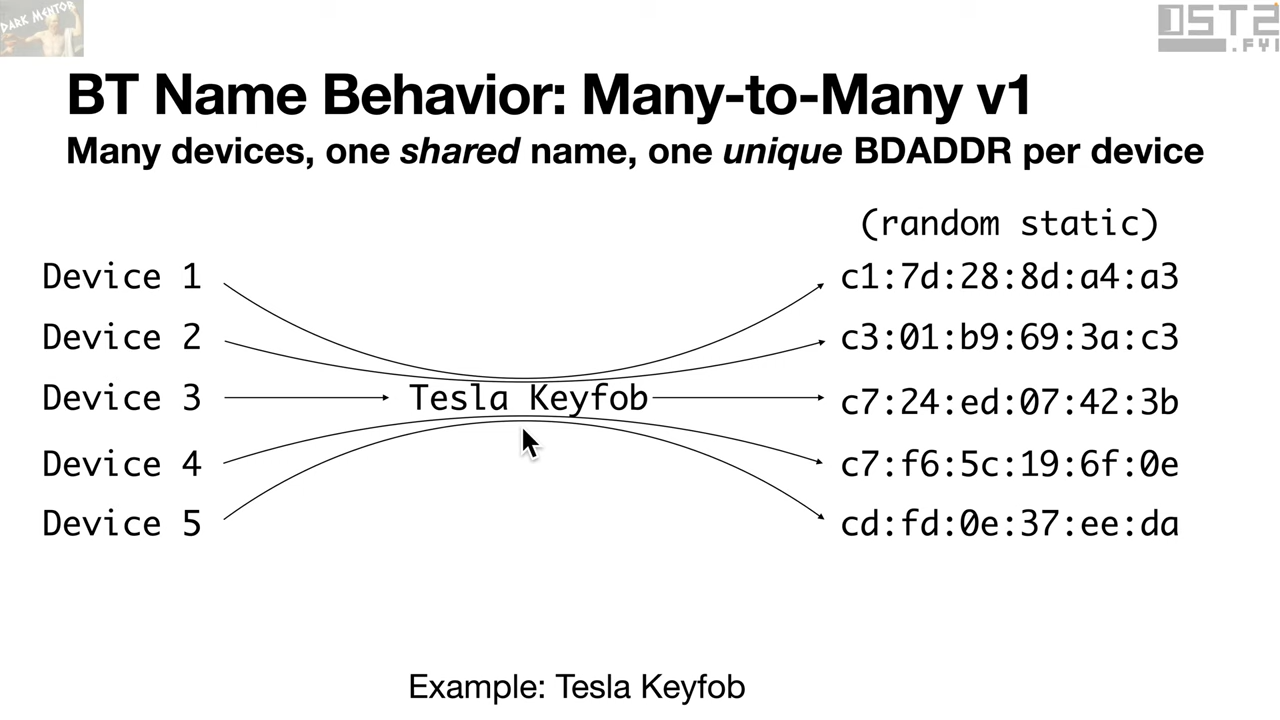 DARK MENTOR
OST2
.FYI
BT Name Behavior: Many-to-Many v1
Many devices, one shared name, one unique BDADDR per device
(random static)
Device 1
c1:7d:28:8d:a4:a3
Device 2
c3:01:b9:69:3a:c3
Device 3
Tesla Keyfob
c7:24:ed:07:42:3b
Device 4
c7:f6:5c:19:6f:0e
Device 5
cd:fd:0e:37:ee:da
Example: Tesla Keyfob